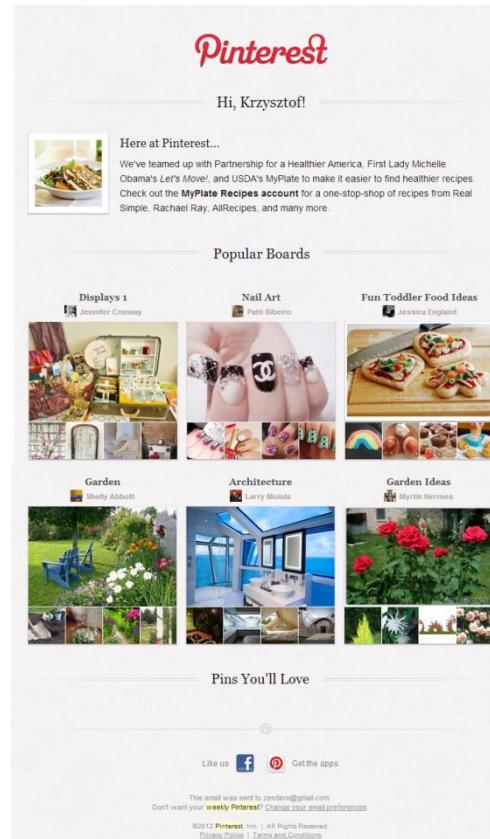 Pinterest
Hi, Krzysztof!
Here at Pinterest...
We've teamed up with Partnership for a Healthier America, First Lady Michelle
Obama's Let's Move!, and USDA's MyPlate to make it easier to find healthier recipes.
Check out the MyPlate Recipes account for a one-stop-shop of recipes from Real
Simple, Rachael Ray, AllRecipes, and many more.
Popular Boards
Displays 1
Jennifer Conway
Nail Art
Patti Ribeiro
Fun Toddler Food Ideas
Jessica England
Garden
Shelly Abbott
Architecture
Larry Moiola
Garden Ideas
Myrlin Hermes
Pins You'll Love
Like us
Get the apps
This email was sent to zenderx@gmail.com.
Don't want your weekly Pinterest? Change your email preferences.
©2012 Pinterest, Inc. | All Rights Reserved.
Privacy Policy | Terms and Conditions